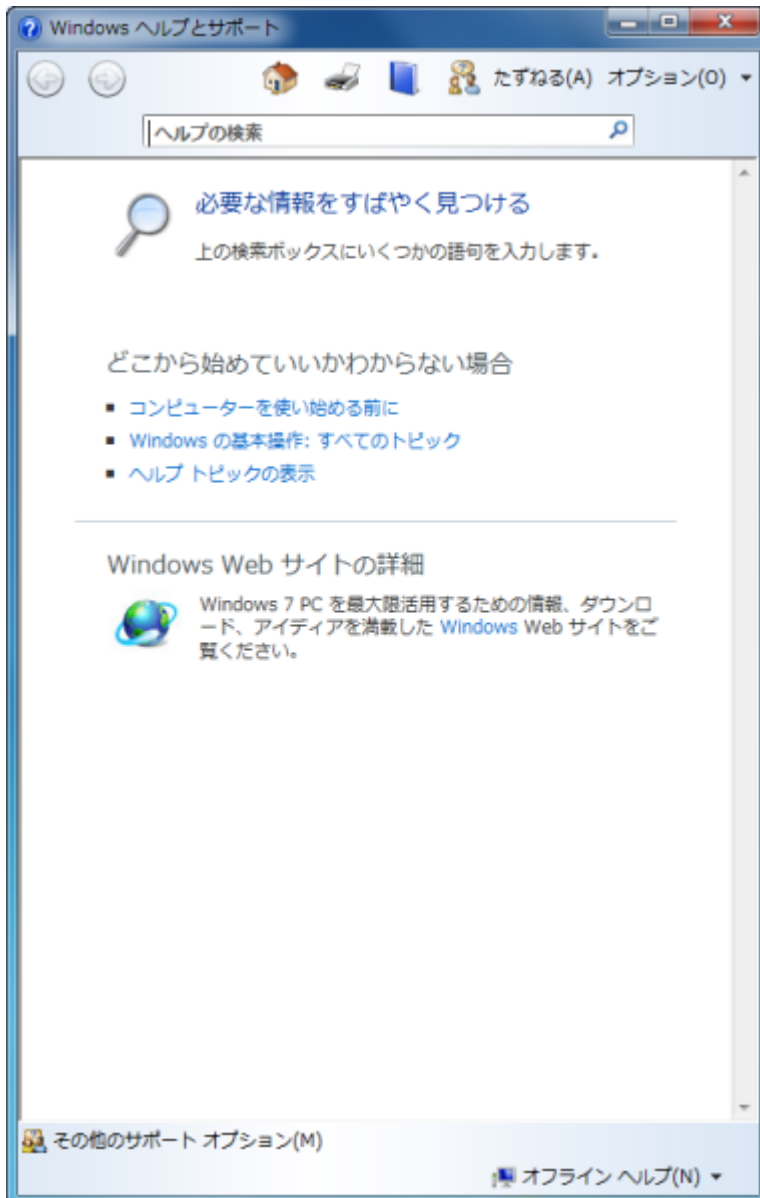 Windows ヘルプとサポート
たずねる(A) オプション(O)
ヘルプの検索
必要な情報をすばやく見つける
上の検索ボックスにいくつかの語句を入力します。
どこから始めていいかわからない場合
コンピューターを使い始める前に
Windows の基本操作: すべてのトピック
ヘルプ トピックの表示
Windows Web サイトの詳細
Windows 7 PC を最大限活用するための情報、ダウンロ
ード、アイディアを満載した Windows Web サイトをご
覧ください。
その他のサポート オプション(M)
オフライン ヘルプ(N)